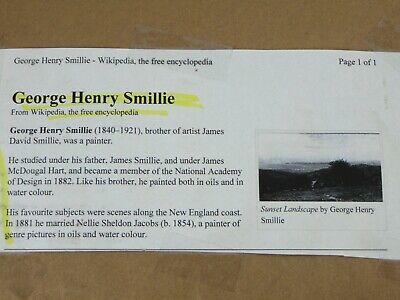 George Henry Smillie - Wikipedia, the free encyclopedia Page 1 of 1
George Henry Smillie
From Wikipedia, the free encyclopedia
George Henry Smillie (1840–1921), brother of artist James
David Smillie, was a painter.
He studied under his father, James Smillie, and under James
McDougal Hart, and became a member of the National Academy
of Design in 1882. Like his brother, he painted both in oils and in
water colour.
His favourite subjects were scenes along the New England coast.
In 1881 he married Nellie Sheldon Jacobs (b. 1854), a painter of
genre pictures in oils and water colour.
Sunset Landscape by George Henry
Smillie